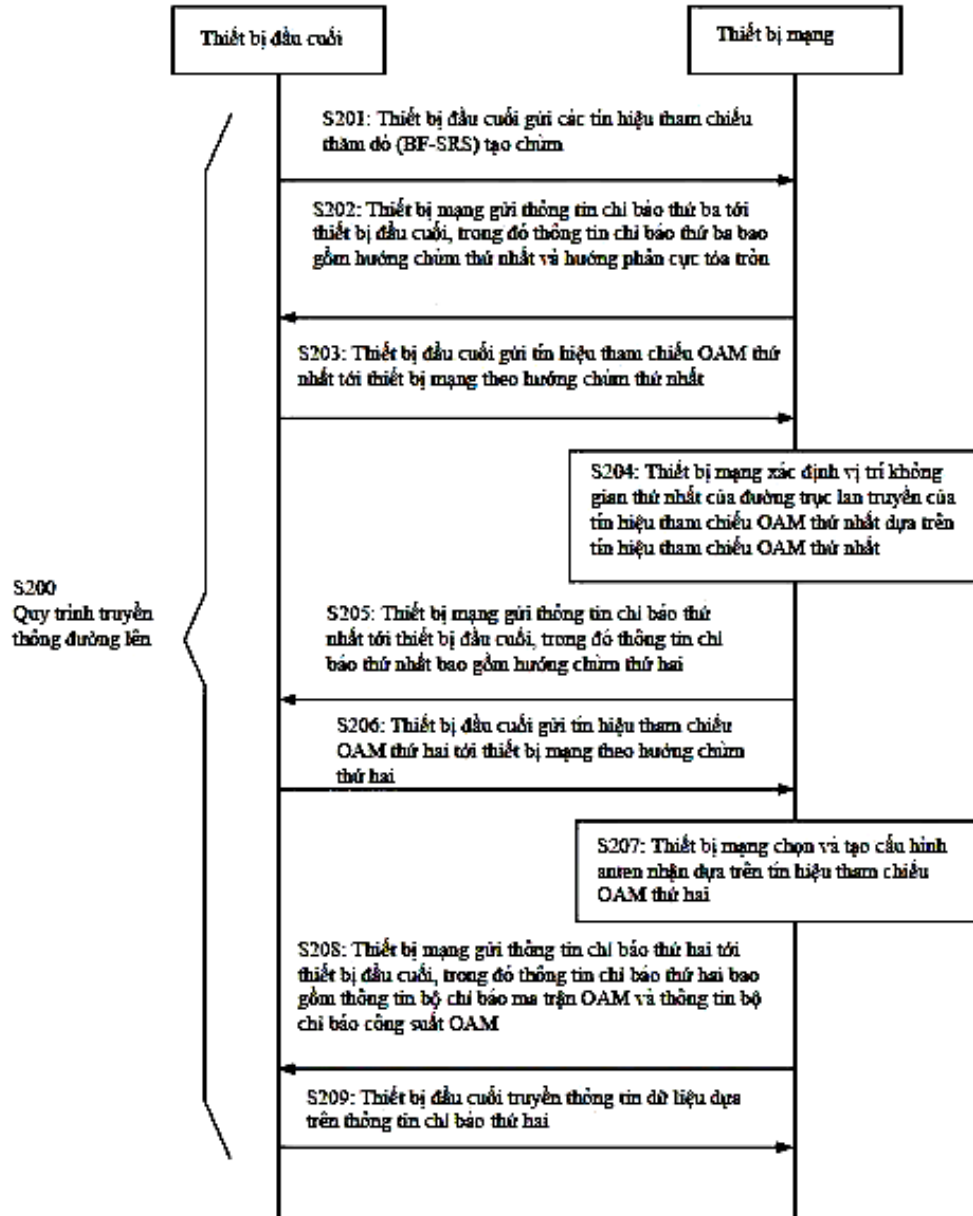 Thiết bị đầu cuối
Thiết bị mạng
S201: Thiết bị đầu cuối gửi các tín hiệu tham chiếu
thăm dò (BF-SRS) tạo chùm
S202: Thiết bị mạng gửi thông tin chỉ báo thứ ba tới
thiết bị đầu cuối, trong đó thông tin chỉ báo thứ ba bao
gồm hướng chùm thứ nhất và hướng phân cực tỏa tròn
S203: Thiết bị đầu cuối gửi tín hiệu tham chiếu OAM thứ
nhất tới thiết bị mạng theo hướng chùm thứ nhất
S204: Thiết bị mạng xác định vị trí không
gian thứ nhất của đường trục lan truyền của
tín hiệu tham chiếu OAM thứ nhất dựa trên
tín hiệu tham chiếu OAM thứ nhất
S200
Quy trình truyền
thông đường lên
S205: Thiết bị mạng gửi thông tin chỉ báo thứ
nhất tới thiết bị đầu cuối, trong đó thông tin chỉ
báo thứ nhất bao gồm hướng chùm thứ hai
S206: Thiết bị đầu cuối gửi tín hiệu tham chiếu
OAM thứ hai tới thiết bị mạng theo hướng chùm
thứ hai
S207: Thiết bị mạng chọn và tạo cấu hình
anten nhận dựa trên tín hiệu tham chiếu
OAM thứ hai
S208: Thiết bị mạng gửi thông tin chỉ báo thứ hai tới
thiết bị đầu cuối, trong đó thông tin chỉ báo thứ hai bao
gồm thông tin bộ chỉ báo ma trận OAM và thông tin bộ
chỉ báo công suất OAM
S209: Thiết bị đầu cuối truyền thông tin dữ liệu dựa
trên thông tin chỉ báo thứ hai